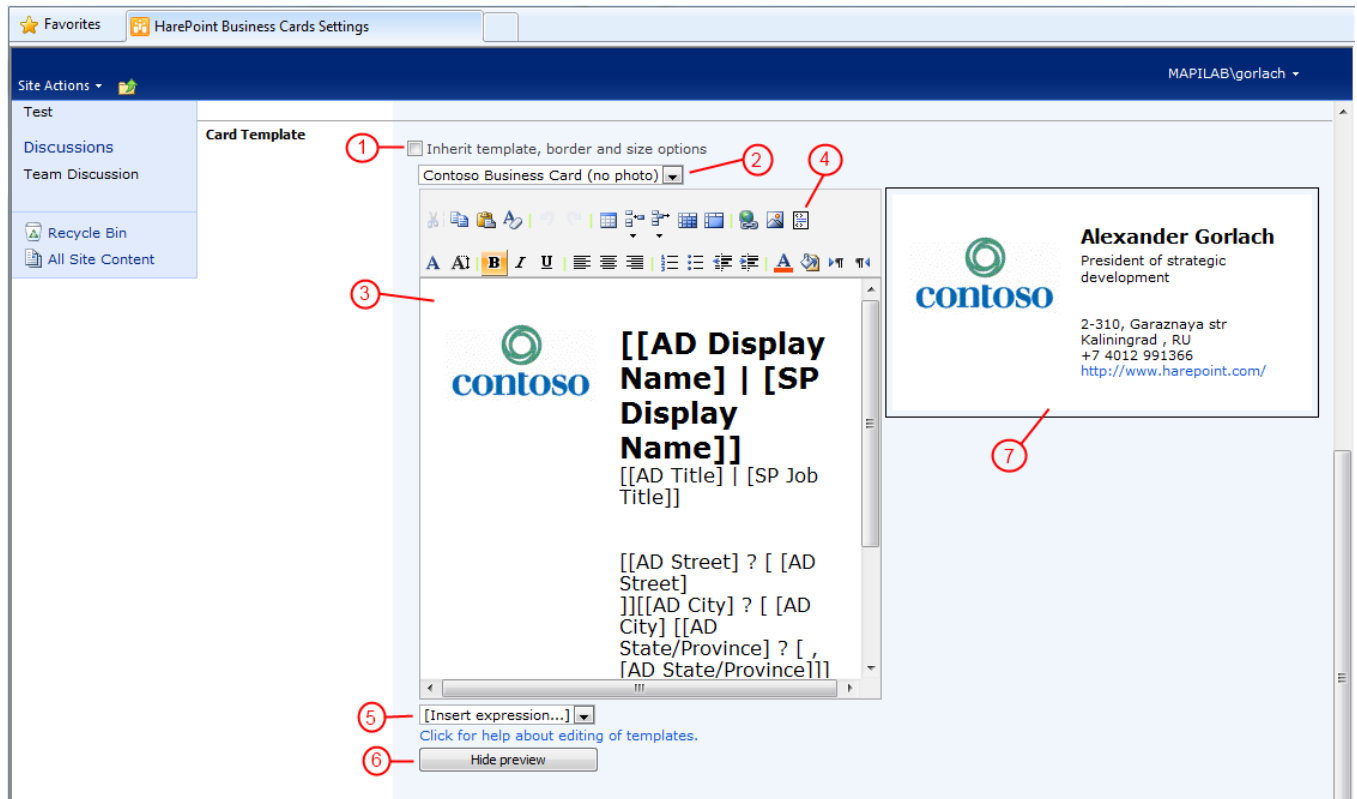 Favorites
HarePoint Business Cards Settings
MAPILAB\gorlach
Site Actions
Test
Discussions
Team Discussion
Recycle Bin
All Site Content
Card Template
1
Inherit template, border and size options
2
4
Contoso Business Card (no photo)
A A B I U A
3
contoso
[[AD Display
Name] | [SP
Display
Name]]
[[AD Title] | [SP Job
Title]]
[[AD Street] ? [ [AD
Street]
]][[AD City] ? [ [AD
City] [[AD
State/Province] ? [ ,
[AD State/Province]]]
contoso
Alexander Gorlach
President of strategic
development
2-310, Garaznaya str
Kaliningrad , RU
+7 4012 991366
http://www.harepoint.com/
7
5
[Insert expression...]
Click for help about editing of templates.
6
Hide preview